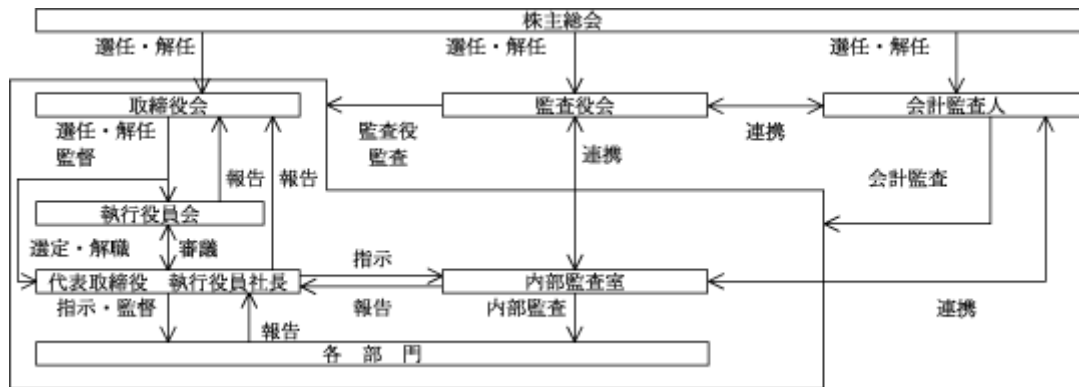 株主総会
選任・解任
選任・解任
選任・解任
取締役会
監査役会
会計監査人
選任・解任
監督
監査役
監査
連携
連携
報告
報告
会計監査
執行役員会
選定・解職
審議
指示
代表取締役 執行役員社長
内部監査室
指示・監督
報告
報告
内部監査
連携
各 部 門